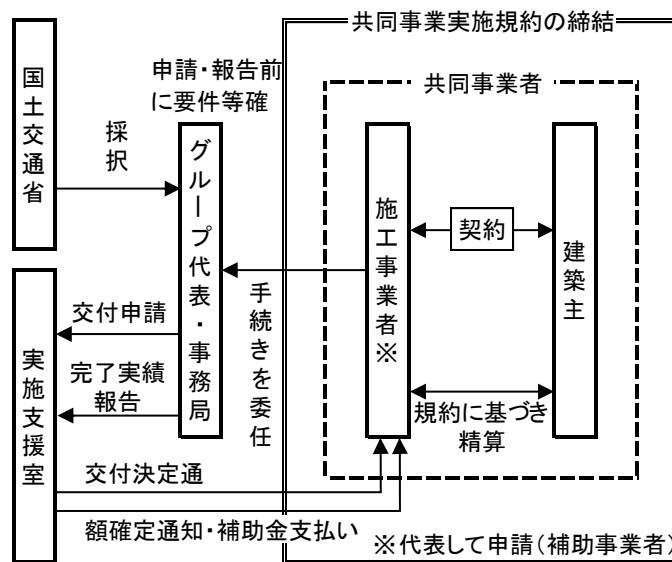 共同事業実施規約の締結
申請・報告前
に要件等確
共同事業者
国土交通省
採択
グループ代表・事務局
施工事業者※
契約
建築主
手続きを委任
実施支援室
交付申請
完了実績
報告
規約に基づき
精算
交付決定通
額確定通知・補助金支払い
※代表して申請(補助事業者)